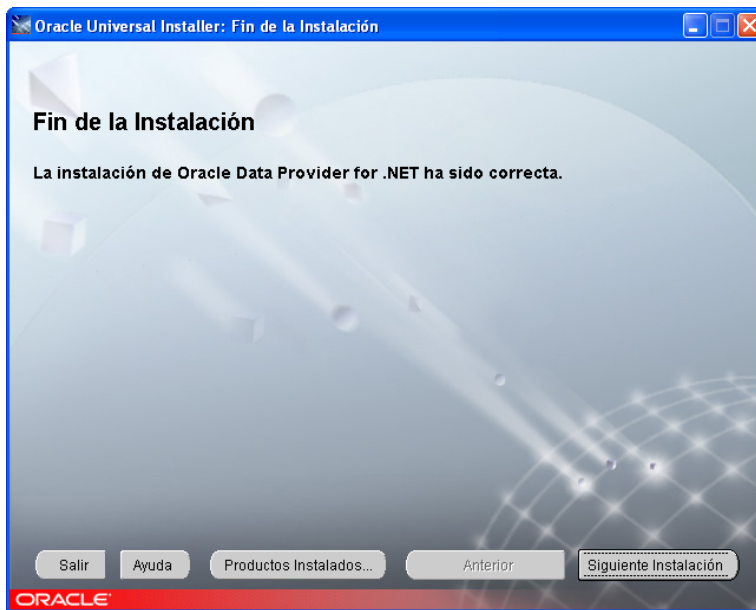 Oracle Universal Installer: Fin de la Instalación
Fin de la Instalación
La instalación de Oracle Data Provider for .NET ha sido correcta.
Salir Ayuda Productos Instalados... Anterior Siguiente Instalación
ORACLE